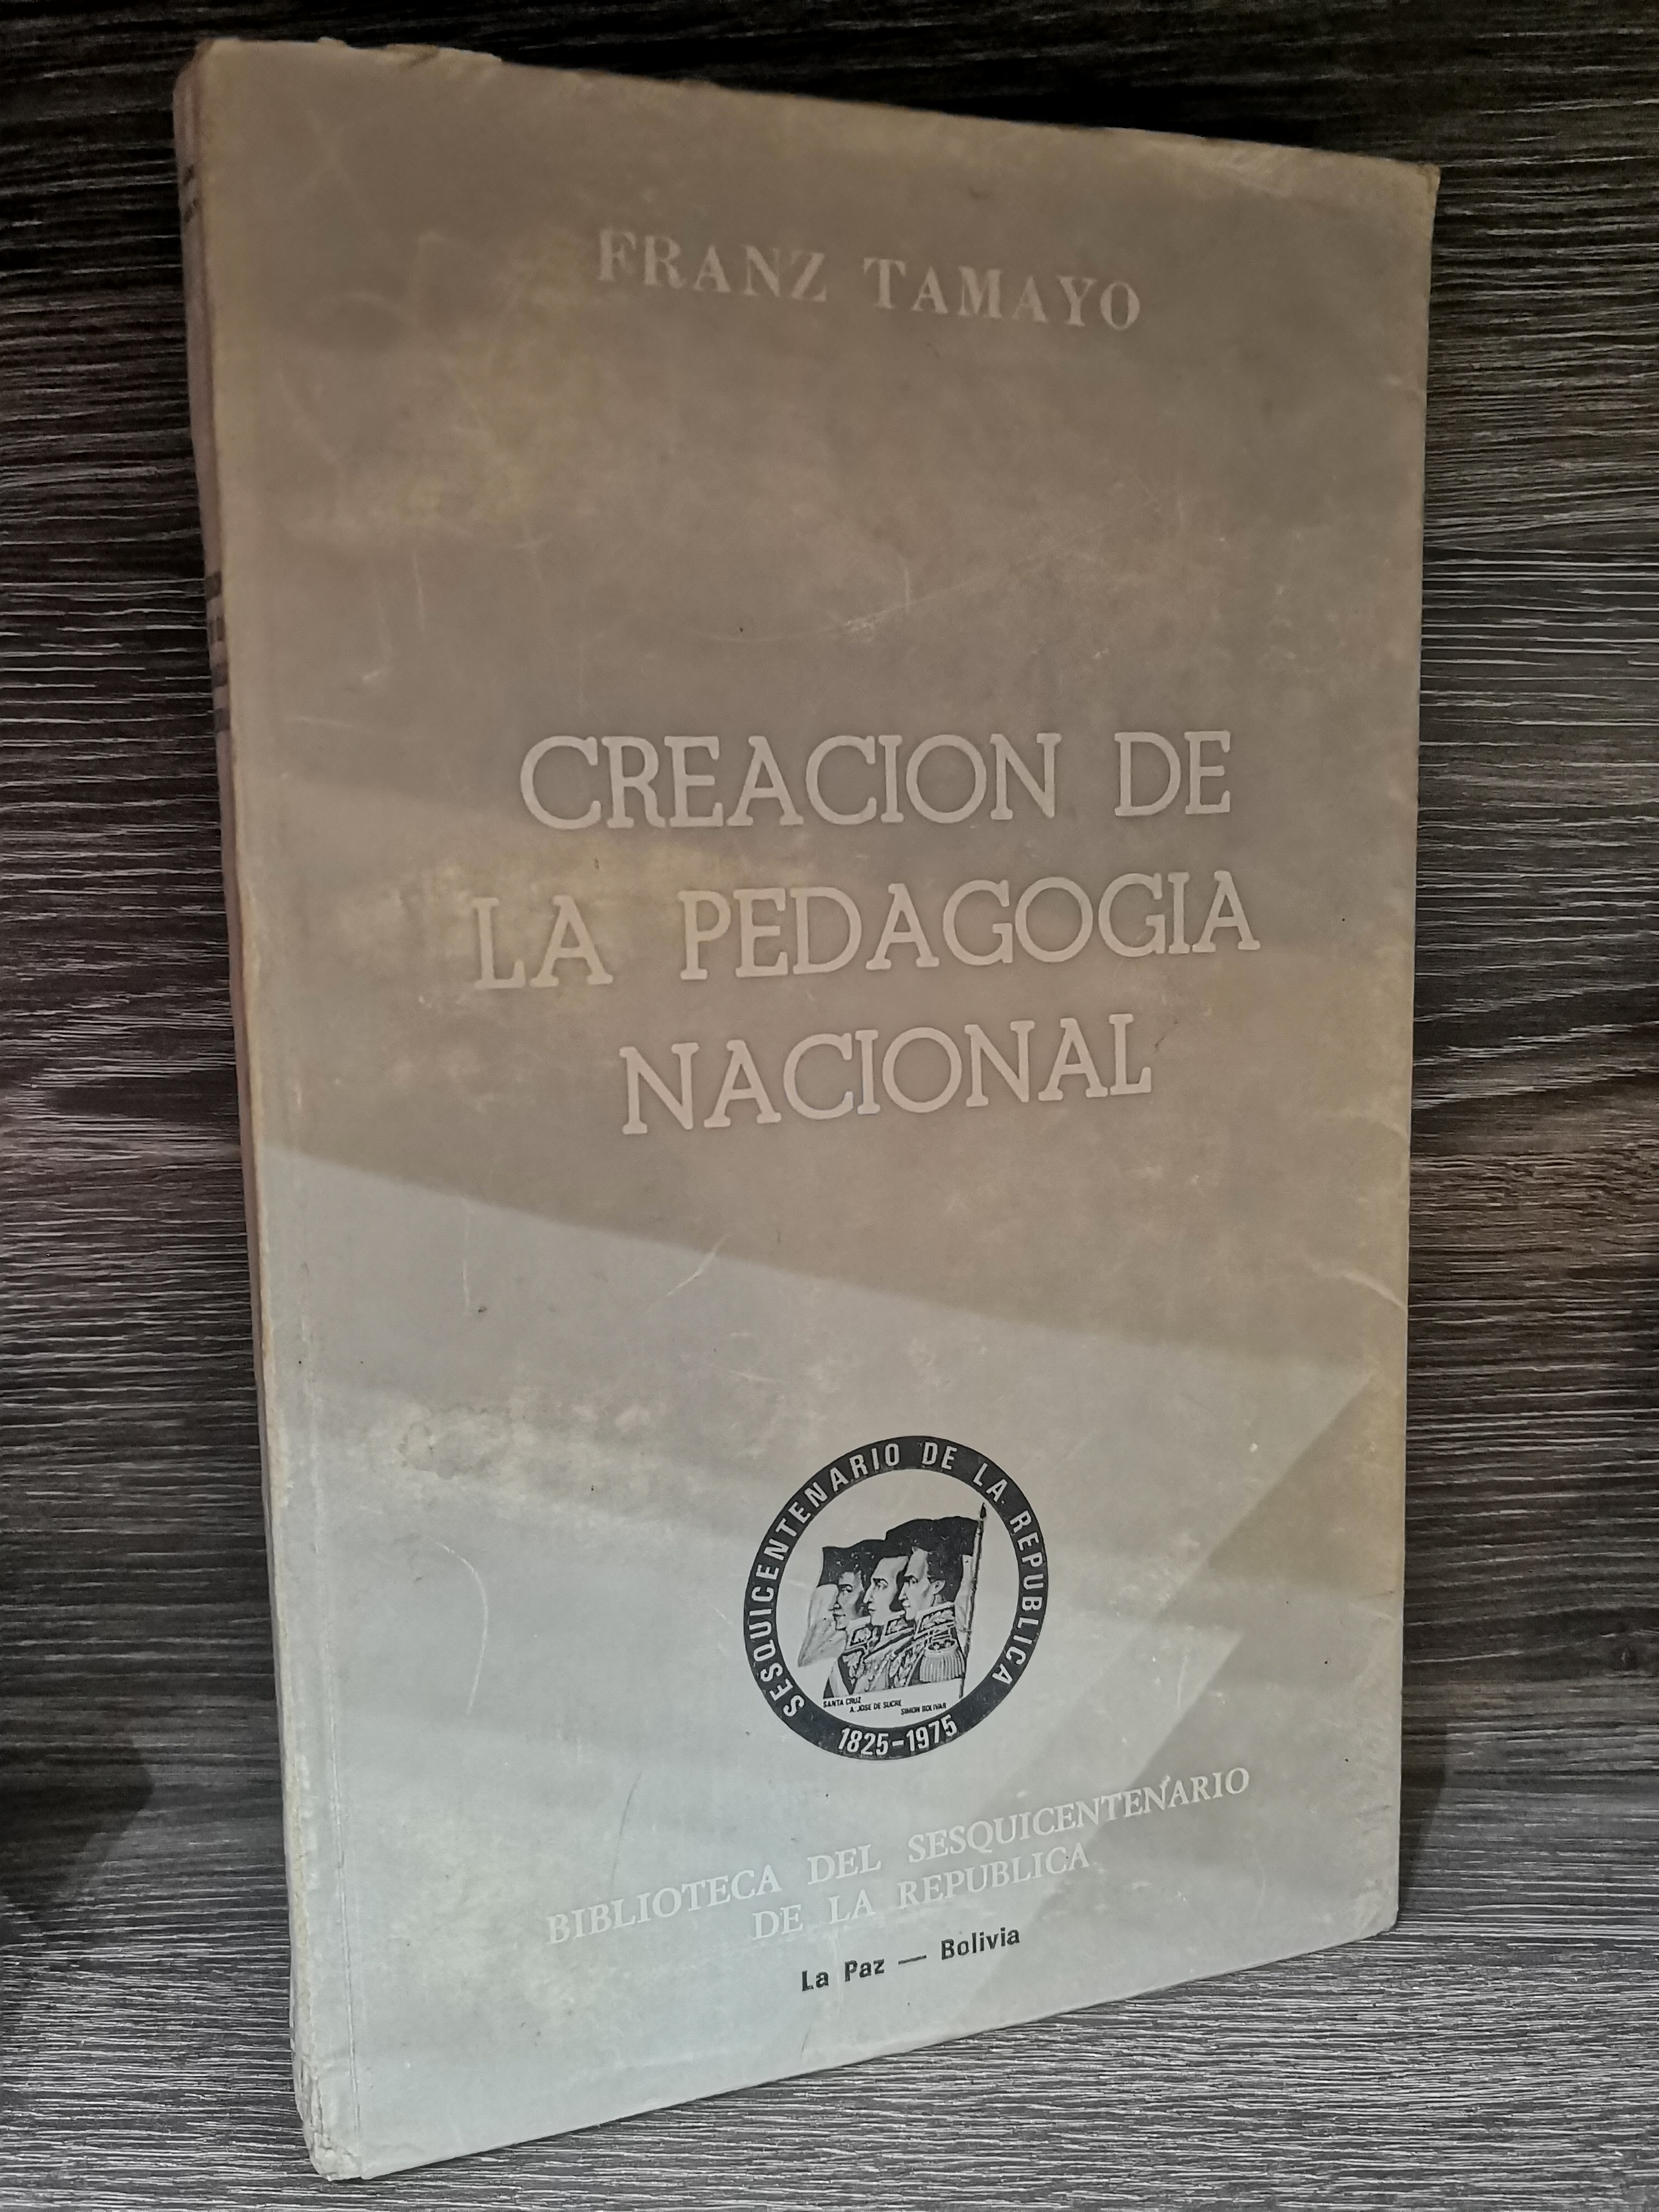 FRANZ TAMAYO
CREACION DE
LA PEDAGOGIA
NACIONAL
SESQUICENTENARIO DE LA REPUBLICA
SANTA CRUZ
A. JOSE DE SUCRE
SIMON BOLIVAR
1825-1975
BIBLIOTECA DEL SESQUICENTENARIO
DE LA REPUBLICA
La Paz — Bolivia